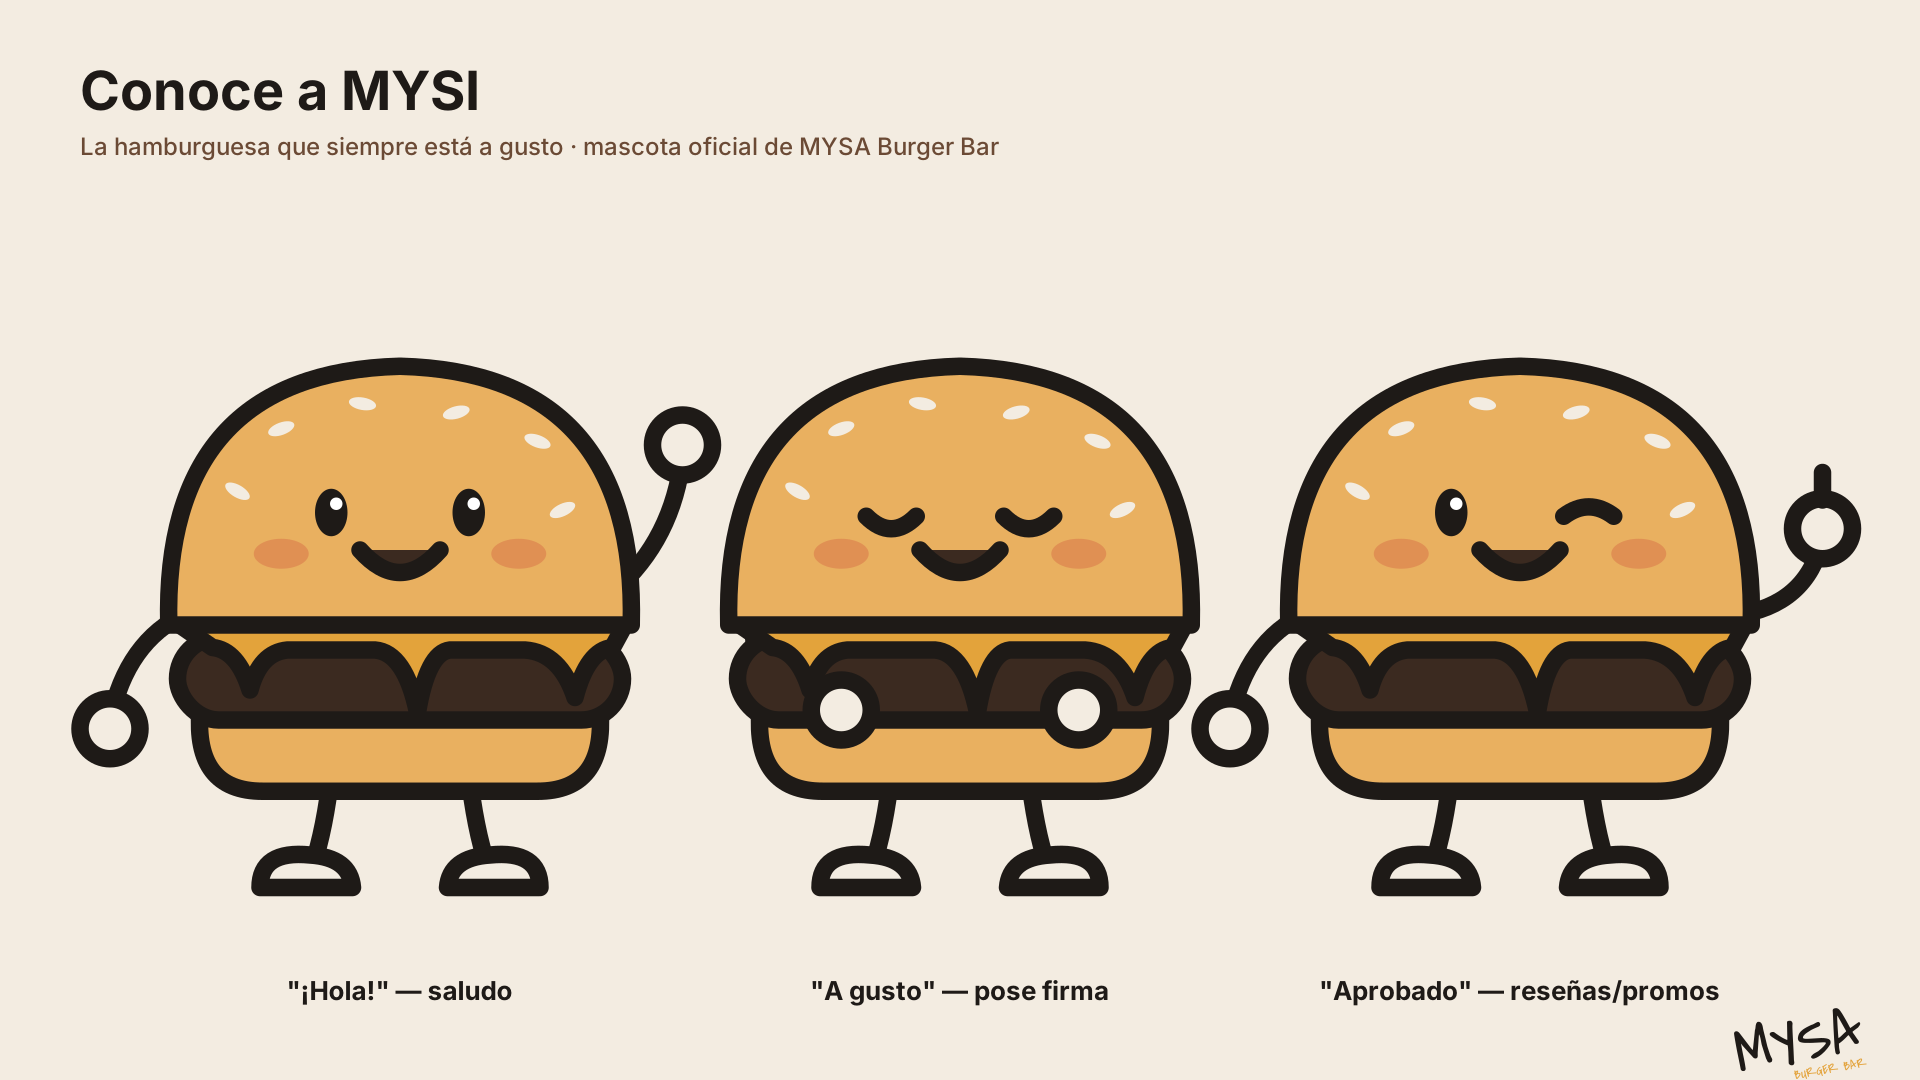 Conoce a MYSI
La hamburguesa que siempre está a gusto · mascota oficial de MYSA Burger Bar
"¡Hola!" — saludo
"A gusto" — pose firma
"Aprobado" — reseñas/promos
MYSA
BURGER BAR